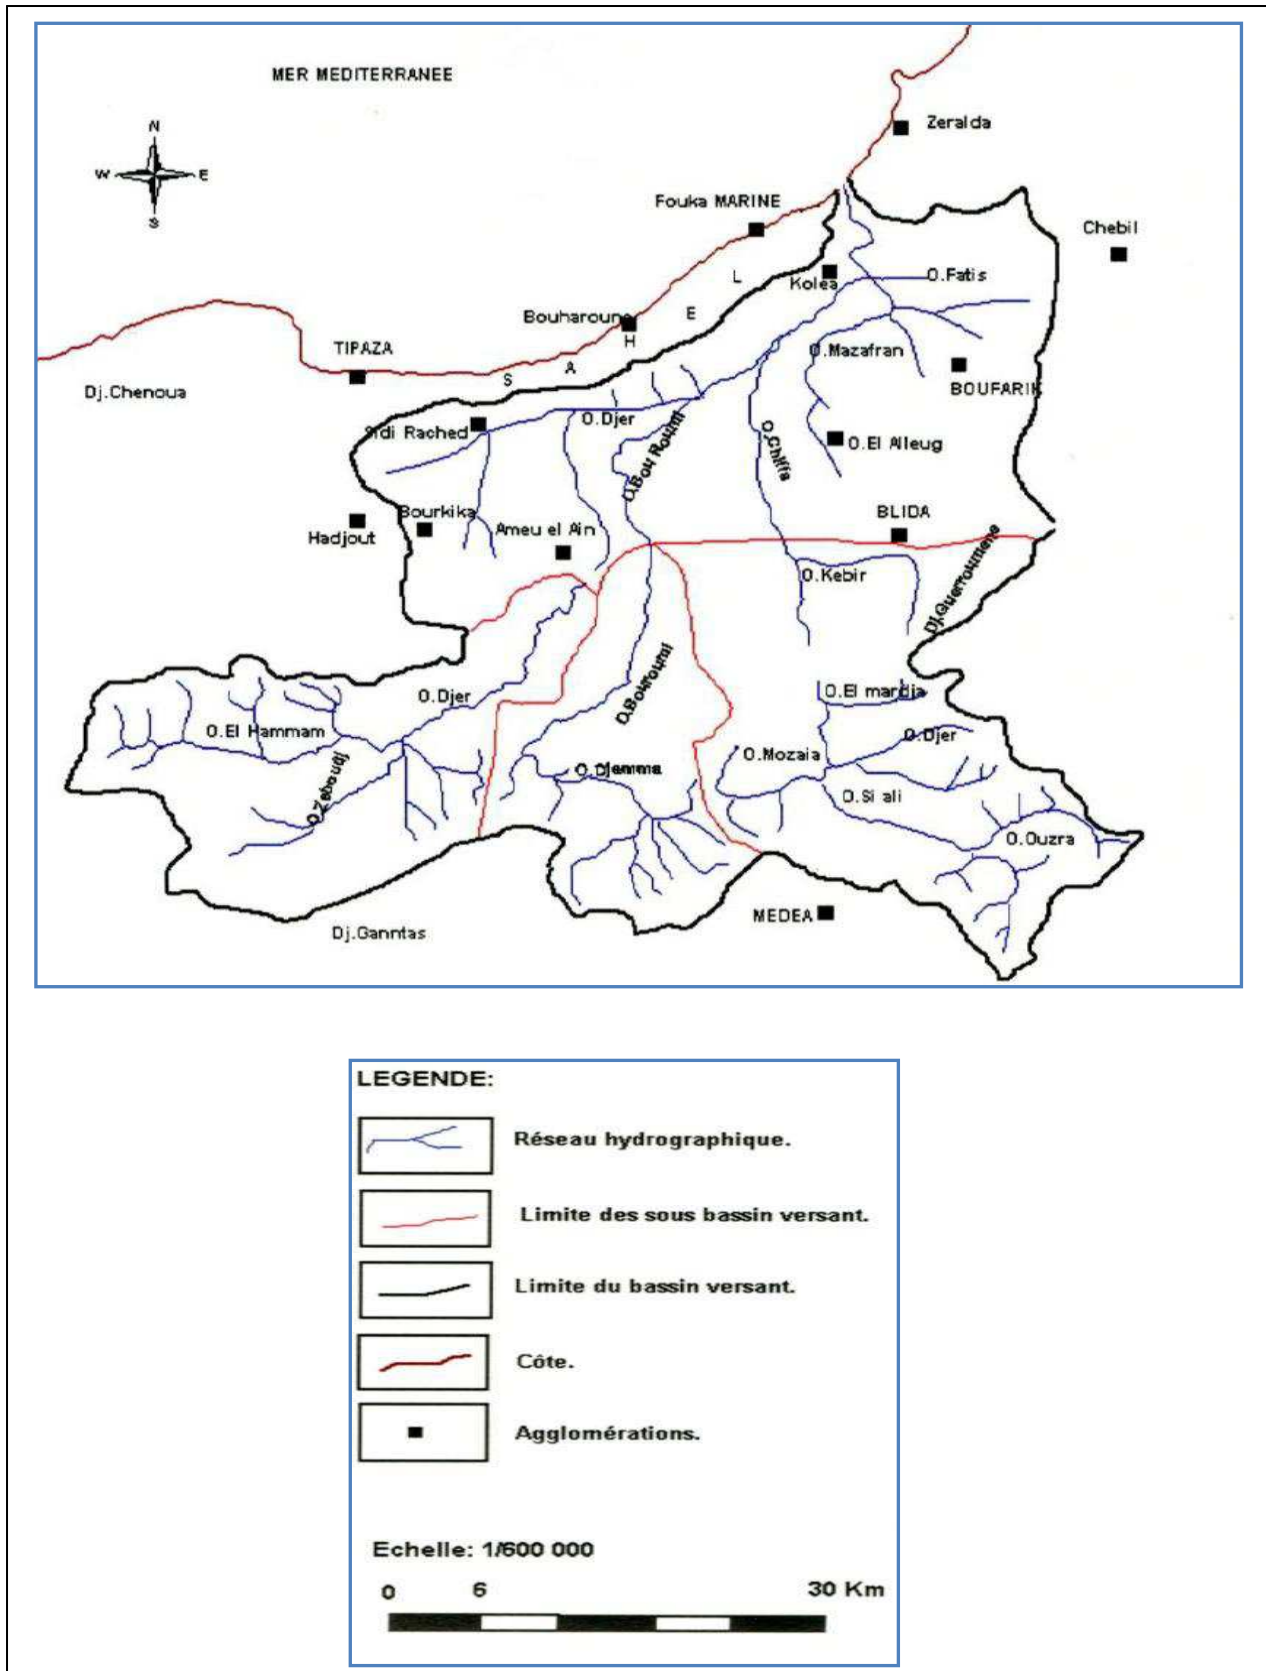 MER MEDITERRANEE
N
W
E
S
Zeralda
Fouka MARINE
Chebil
Kolea
O.Fatis
L
E
Bouharoune
H
A
S
TIPAZA
O.Mazafran
BOUFARIK
Dj.Chenoua
Sidi Rached
O.Djer
O.Bou Roumi
O.Chiffa
O.El Alleug
Hadjout
Bourkika
Ameu el Ain
BLIDA
O.Kebir
Dj.Guerroumene
O.Djer
O.Bouroumi
O.El mardja
O.El Hammam
O.Djer
O.Zeboudj
O.Djemma
O.Mozaia
O.Si ali
O.Ouzra
MEDEA
Dj.Ganntas
LEGENDE:
Réseau hydrographique.
Limite des sous bassin versant.
Limite du bassin versant.
Côte.
Agglomérations.
Echelle: 1/600 000
0 6 30 Km